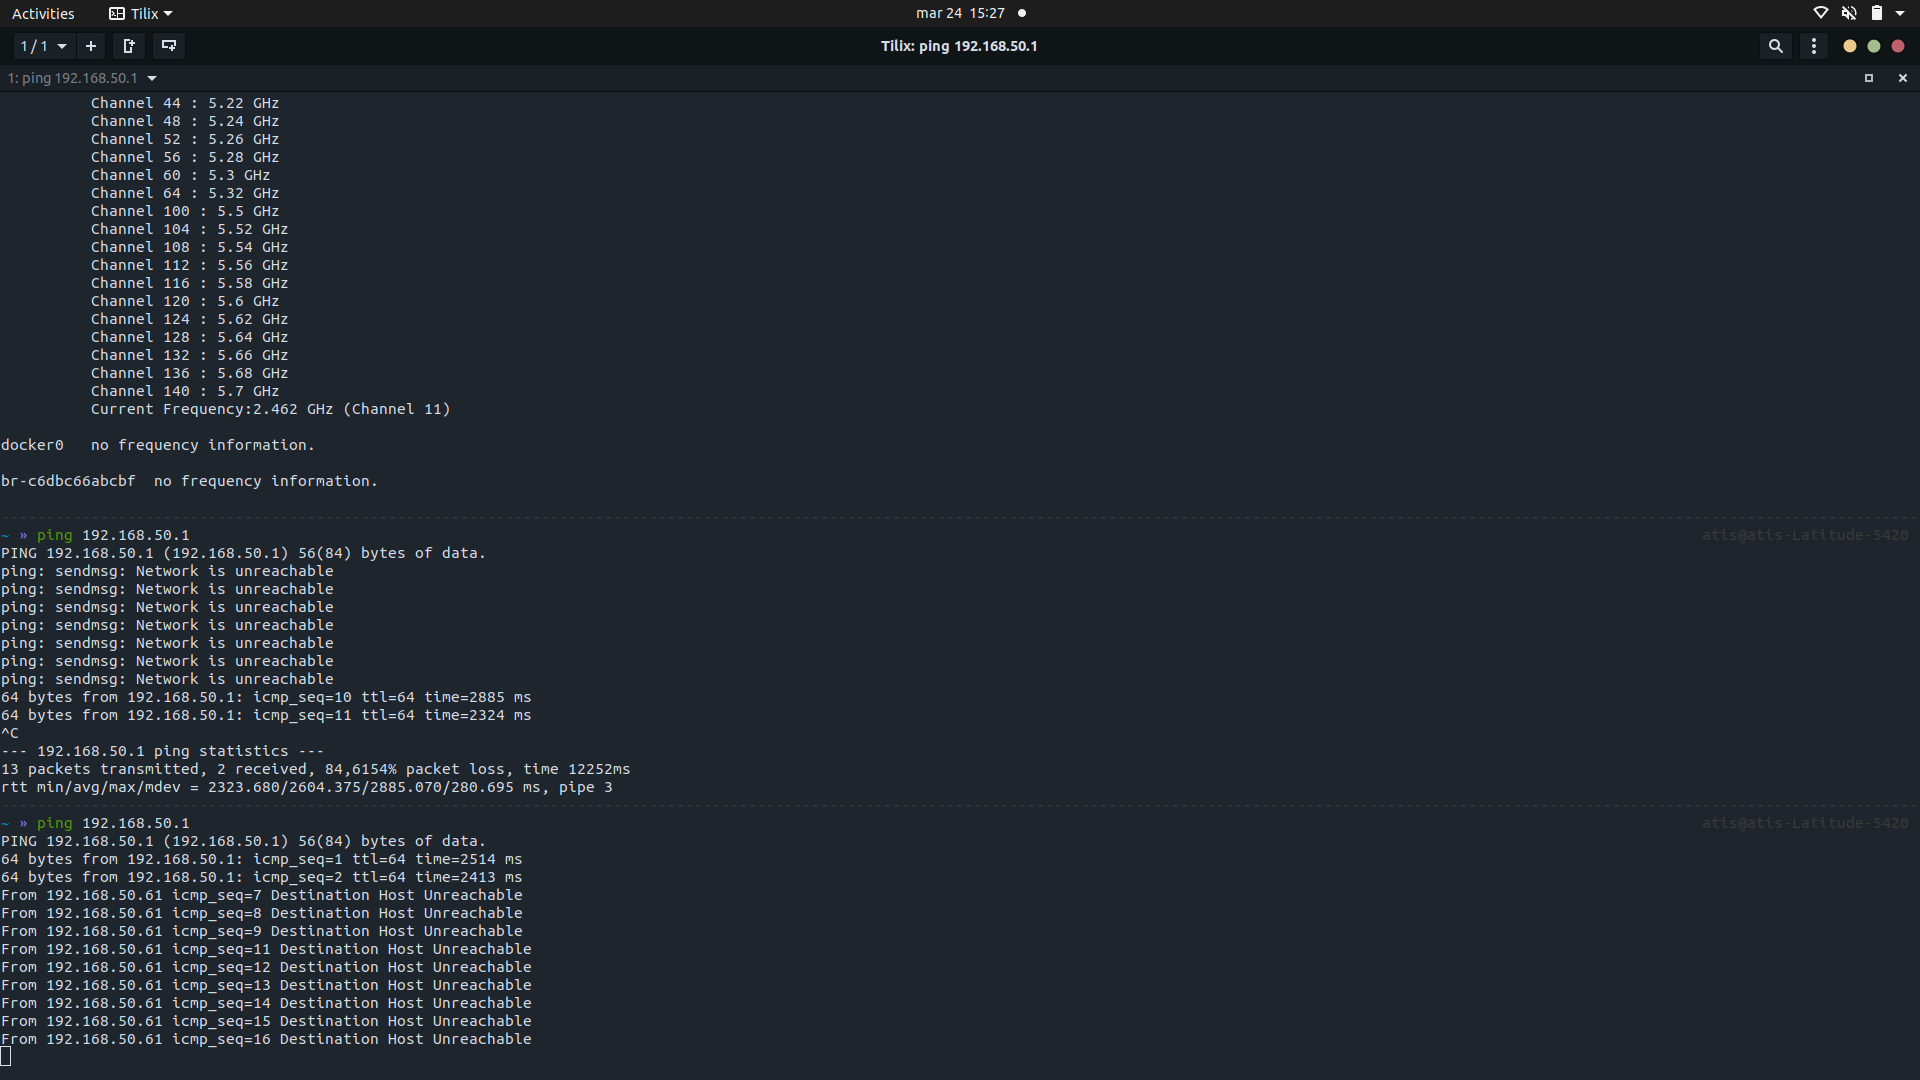 Activities Tilix mar 24 15:27
1 / 1 Tilix: ping 192.168.50.1
1: ping 192.168.50.1
Channel 44 : 5.22 GHz
Channel 48 : 5.24 GHz
Channel 52 : 5.26 GHz
Channel 56 : 5.28 GHz
Channel 60 : 5.3 GHz
Channel 64 : 5.32 GHz
Channel 100 : 5.5 GHz
Channel 104 : 5.52 GHz
Channel 108 : 5.54 GHz
Channel 112 : 5.56 GHz
Channel 116 : 5.58 GHz
Channel 120 : 5.6 GHz
Channel 124 : 5.62 GHz
Channel 128 : 5.64 GHz
Channel 132 : 5.66 GHz
Channel 136 : 5.68 GHz
Channel 140 : 5.7 GHz
Current Frequency:2.462 GHz (Channel 11)
docker0 no frequency information.
br-c6dbc66abcbf no frequency information.
~ » ping 192.168.50.1 atis@atis-Latitude-5420
PING 192.168.50.1 (192.168.50.1) 56(84) bytes of data.
ping: sendmsg: Network is unreachable
ping: sendmsg: Network is unreachable
ping: sendmsg: Network is unreachable
ping: sendmsg: Network is unreachable
ping: sendmsg: Network is unreachable
ping: sendmsg: Network is unreachable
ping: sendmsg: Network is unreachable
64 bytes from 192.168.50.1: icmp_seq=10 ttl=64 time=2885 ms
64 bytes from 192.168.50.1: icmp_seq=11 ttl=64 time=2324 ms
^C
--- 192.168.50.1 ping statistics ---
13 packets transmitted, 2 received, 84,6154% packet loss, time 12252ms
rtt min/avg/max/mdev = 2323.680/2604.375/2885.070/280.695 ms, pipe 3
~ » ping 192.168.50.1 atis@atis-Latitude-5420
PING 192.168.50.1 (192.168.50.1) 56(84) bytes of data.
64 bytes from 192.168.50.1: icmp_seq=1 ttl=64 time=2514 ms
64 bytes from 192.168.50.1: icmp_seq=2 ttl=64 time=2413 ms
From 192.168.50.61 icmp_seq=7 Destination Host Unreachable
From 192.168.50.61 icmp_seq=8 Destination Host Unreachable
From 192.168.50.61 icmp_seq=9 Destination Host Unreachable
From 192.168.50.61 icmp_seq=11 Destination Host Unreachable
From 192.168.50.61 icmp_seq=12 Destination Host Unreachable
From 192.168.50.61 icmp_seq=13 Destination Host Unreachable
From 192.168.50.61 icmp_seq=14 Destination Host Unreachable
From 192.168.50.61 icmp_seq=15 Destination Host Unreachable
From 192.168.50.61 icmp_seq=16 Destination Host Unreachable